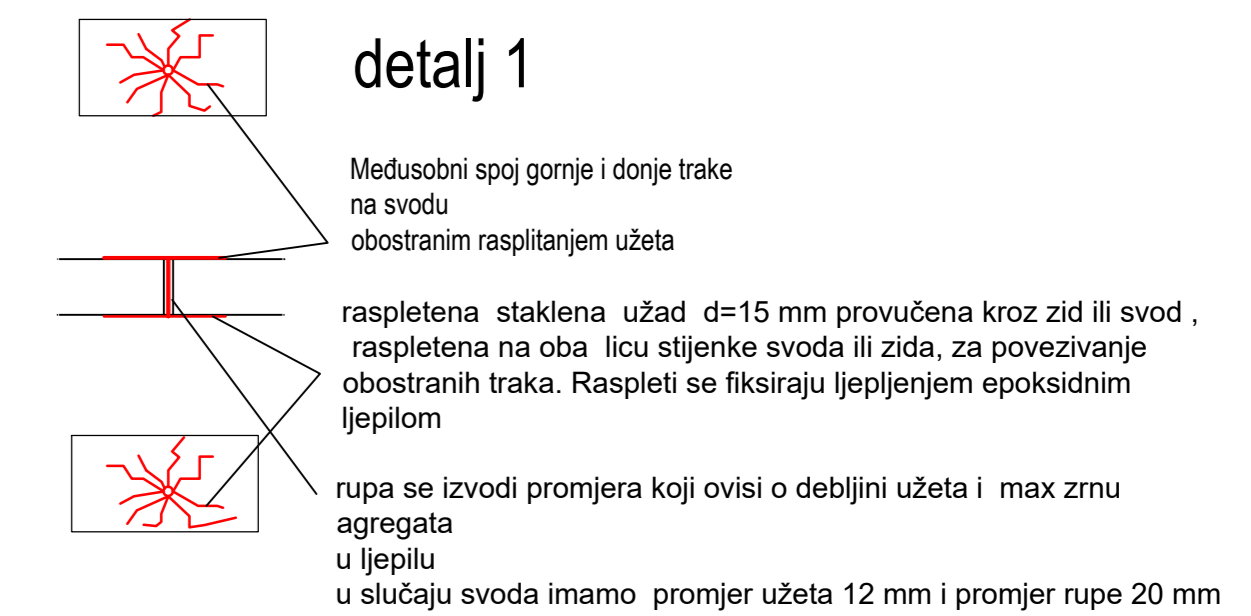 detalj 1
Međusobni spoj gornje i donje trake
na svodu
obostranim rasplitanjem užeta
raspletena staklena užad d=15 mm provučena kroz zid ili svod ,
raspletena na oba licu stijenke svoda ili zida, za povezivanje
obostranih traka. Raspleti se fiksiraju ljepljenjem epoksidnim
ljepilom
rupa se izvodi promjera koji ovisi o debljini užeta i max zrnu
agregata
u ljepilu
u slučaju svoda imamo promjer užeta 12 mm i promjer rupe 20 mm